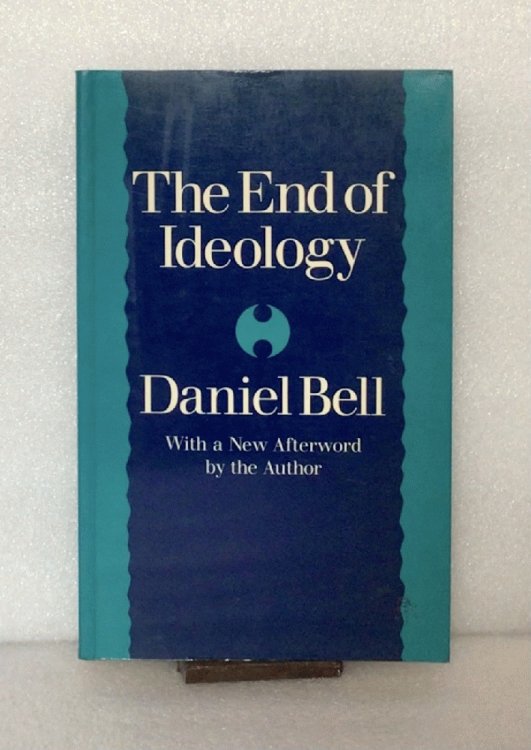 The End of
Ideology
Daniel Bell
With a New Afterword
by the Author